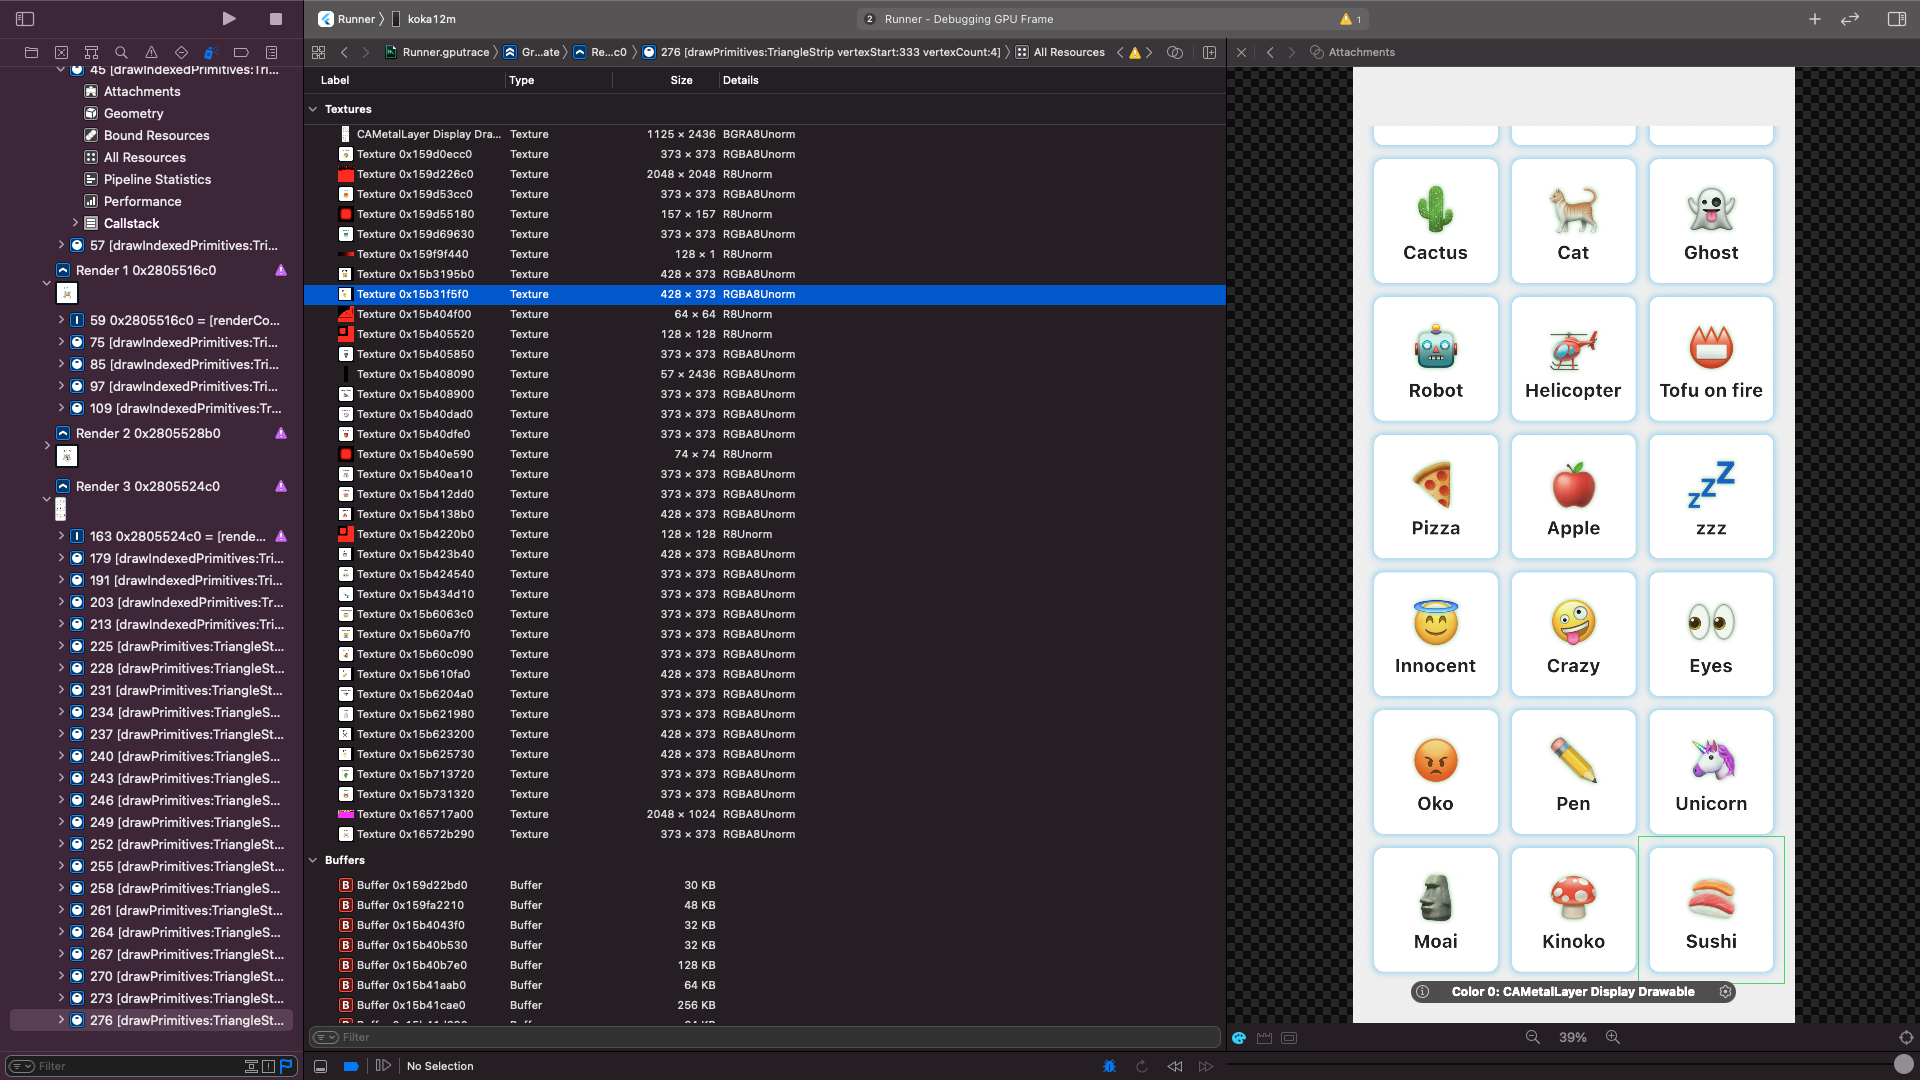 Runner
koka12m
2
Runner - Debugging GPU Frame
1
Runner.gputrace
Gr...ate
Re...c0
276 [drawPrimitives:TriangleStrip vertexStart:333 vertexCount:4]
All Resources
Attachments
45 [drawIndexedPrimitives:Tri...
Attachments
Geometry
Bound Resources
All Resources
Pipeline Statistics
Performance
Callstack
57 [drawIndexedPrimitives:Tri...
Render 1 0x2805516c0
59 0x2805516c0 = [renderCo...
75 [drawIndexedPrimitives:Tri...
85 [drawIndexedPrimitives:Tri...
97 [drawIndexedPrimitives:Tri...
109 [drawIndexedPrimitives:Tr...
Render 2 0x2805528b0
Render 3 0x2805524c0
163 0x2805524c0 = [rende...
179 [drawIndexedPrimitives:Tri...
191 [drawIndexedPrimitives:Tri...
203 [drawIndexedPrimitives:Tr...
213 [drawIndexedPrimitives:Tri...
225 [drawPrimitives:TriangleSt...
228 [drawPrimitives:TriangleSt...
231 [drawPrimitives:TriangleSt...
234 [drawPrimitives:TriangleS...
237 [drawPrimitives:TriangleSt...
240 [drawPrimitives:TriangleS...
243 [drawPrimitives:TriangleS...
246 [drawPrimitives:TriangleS...
249 [drawPrimitives:TriangleS...
252 [drawPrimitives:TriangleS...
255 [drawPrimitives:TriangleSt...
258 [drawPrimitives:TriangleS...
261 [drawPrimitives:TriangleSt...
264 [drawPrimitives:TriangleS...
267 [drawPrimitives:TriangleSt...
270 [drawPrimitives:TriangleSt...
273 [drawPrimitives:TriangleSt...
276 [drawPrimitives:TriangleSt...
Filter
Label Type Size Details
Textures
CAMetalLayer Display Dra... Texture 1125 × 2436 BGRA8Unorm
Texture 0x159d0ecc0 Texture 373 × 373 RGBA8Unorm
Texture 0x159d226c0 Texture 2048 × 2048 R8Unorm
Texture 0x159d53cc0 Texture 373 × 373 RGBA8Unorm
Texture 0x159d55180 Texture 157 × 157 R8Unorm
Texture 0x159d69630 Texture 373 × 373 RGBA8Unorm
Texture 0x159f9f440 Texture 128 × 1 R8Unorm
Texture 0x15b3195b0 Texture 428 × 373 RGBA8Unorm
Texture 0x15b31f5f0 Texture 428 × 373 RGBA8Unorm
Texture 0x15b404f00 Texture 64 × 64 R8Unorm
Texture 0x15b405520 Texture 128 × 128 R8Unorm
Texture 0x15b405850 Texture 373 × 373 RGBA8Unorm
Texture 0x15b408090 Texture 57 × 2436 RGBA8Unorm
Texture 0x15b408900 Texture 373 × 373 RGBA8Unorm
Texture 0x15b40dad0 Texture 373 × 373 RGBA8Unorm
Texture 0x15b40dfe0 Texture 373 × 373 RGBA8Unorm
Texture 0x15b40e590 Texture 74 × 74 R8Unorm
Texture 0x15b40ea10 Texture 373 × 373 RGBA8Unorm
Texture 0x15b412dd0 Texture 373 × 373 RGBA8Unorm
Texture 0x15b4138b0 Texture 428 × 373 RGBA8Unorm
Texture 0x15b4220b0 Texture 128 × 128 R8Unorm
Texture 0x15b423b40 Texture 428 × 373 RGBA8Unorm
Texture 0x15b424540 Texture 373 × 373 RGBA8Unorm
Texture 0x15b434d10 Texture 373 × 373 RGBA8Unorm
Texture 0x15b6063c0 Texture 373 × 373 RGBA8Unorm
Texture 0x15b60a7f0 Texture 373 × 373 RGBA8Unorm
Texture 0x15b60c090 Texture 373 × 373 RGBA8Unorm
Texture 0x15b610fa0 Texture 428 × 373 RGBA8Unorm
Texture 0x15b6204a0 Texture 373 × 373 RGBA8Unorm
Texture 0x15b621980 Texture 373 × 373 RGBA8Unorm
Texture 0x15b623200 Texture 428 × 373 RGBA8Unorm
Texture 0x15b625730 Texture 428 × 373 RGBA8Unorm
Texture 0x15b713720 Texture 373 × 373 RGBA8Unorm
Texture 0x15b731320 Texture 373 × 373 RGBA8Unorm
Texture 0x165717a00 Texture 2048 × 1024 RGBA8Unorm
Texture 0x16572b290 Texture 373 × 373 RGBA8Unorm
Buffers
B Buffer 0x159d22bd0 Buffer 30 KB
B Buffer 0x159fa2210 Buffer 48 KB
B Buffer 0x15b4043f0 Buffer 32 KB
B Buffer 0x15b40b530 Buffer 32 KB
B Buffer 0x15b40b7e0 Buffer 128 KB
B Buffer 0x15b41aab0 Buffer 64 KB
B Buffer 0x15b41cae0 Buffer 256 KB
Filter
No Selection
Cactus Cat Ghost
Robot Helicopter Tofu on fire
Pizza Apple zzz
Innocent Crazy Eyes
Oko Pen Unicorn
Moai Kinoko Sushi
Color 0: CAMetalLayer Display Drawable
39%